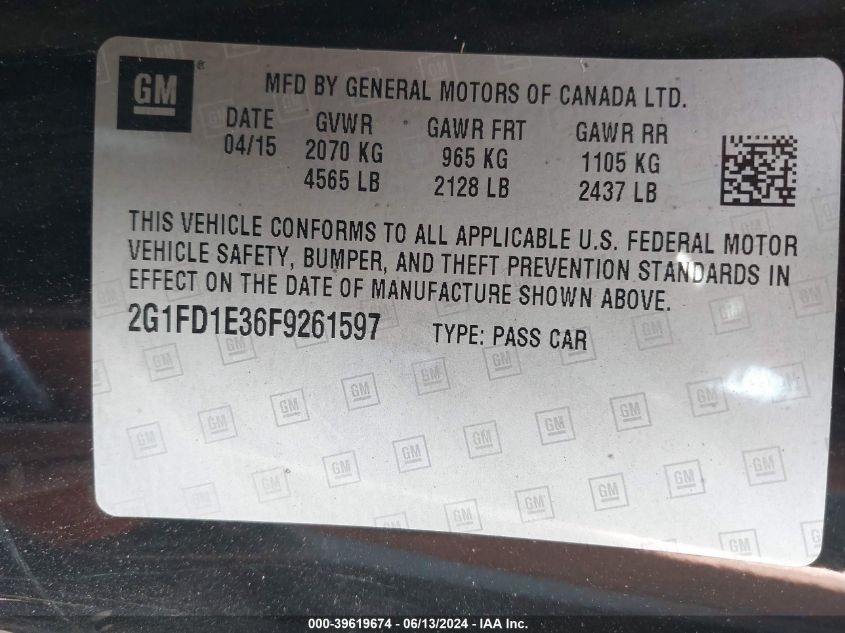 GM ®
MFD BY GENERAL MOTORS OF CANADA LTD.
DATE GVWR GAWR FRT GAWR RR
04/15 2070 KG 965 KG 1105 KG
4565 LB 2128 LB 2437 LB
THIS VEHICLE CONFORMS TO ALL APPLICABLE U.S. FEDERAL MOTOR
VEHICLE SAFETY, BUMPER, AND THEFT PREVENTION STANDARDS IN
EFFECT ON THE DATE OF MANUFACTURE SHOWN ABOVE.
2G1FD1E36F9261597 TYPE: PASS CAR
000-39619674 / 06/13/2024 - IAA Inc.